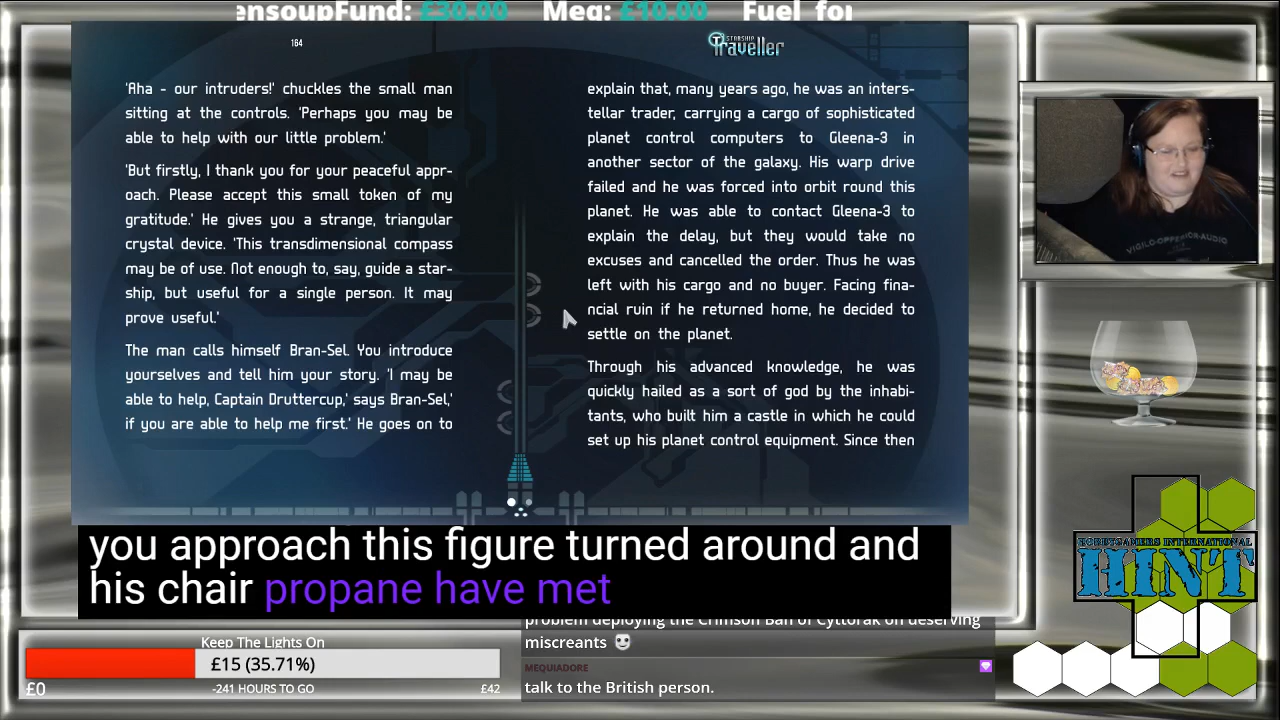 ensoupFund: £30.00 Meg: £10.00 Fuel for
164
STARSHIP
Traveller
'Aha - our intruders!' chuckles the small man
sitting at the controls. 'Perhaps you may be
able to help with our little problem.'
'But firstly, I thank you for your peaceful appr-
oach. Please accept this small token of my
gratitude.' He gives you a strange, triangular
crystal device. 'This transdimensional compass
may be of use. Not enough to, say, guide a star-
ship, but useful for a single person. It may
prove useful.'
The man calls himself Bran-Sel. You introduce
yourselves and tell him your story. 'I may be
able to help, Captain Druttercup,' says Bran-Sel,'
if you are able to help me first.' He goes on to
explain that, many years ago, he was an inters-
tellar trader, carrying a cargo of sophisticated
planet control computers to Gleena-3 in
another sector of the galaxy. His warp drive
failed and he was forced into orbit round this
planet. He was able to contact Gleena-3 to
explain the delay, but they would take no
excuses and cancelled the order. Thus he was
left with his cargo and no buyer. Facing fina-
ncial ruin if he returned home, he decided to
settle on the planet.
Through his advanced knowledge, he was
quickly hailed as a sort of god by the inhabi-
tants, who built him a castle in which he could
set up his planet control equipment. Since then
VIGILO-OPPERIOR-AUDIO
you approach this figure turned around and
his chair propane have met
problem deploying the Crimson Ban of Cyttorak on deserving
miscreants
MEQUIADORE
talk to the British person.
Keep The Lights On
£15 (35.71%)
£0 -241 HOURS TO GO £42
INTERNATIONAL
HINT